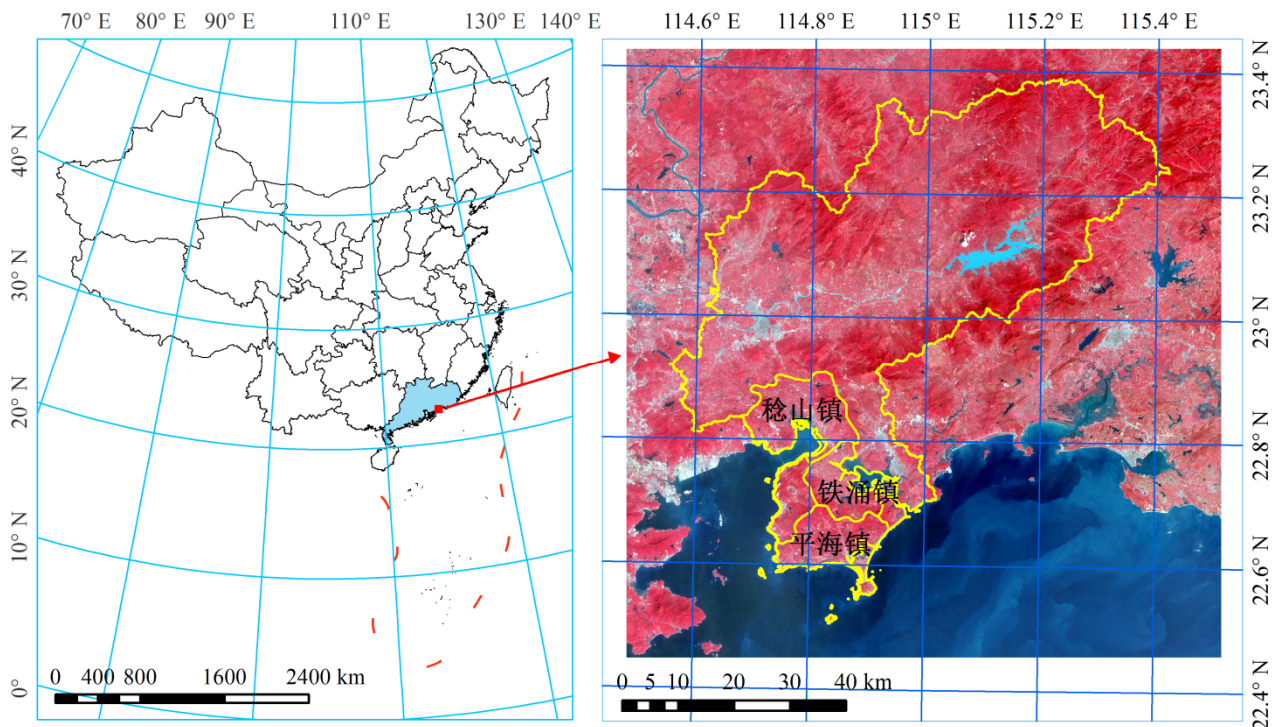 70° E 80° E 90° E 110° E 130° E 140° E
40° N
30° N
20° N
10° N
0°
0 400 800 1600 2400 km
114.6° E 114.8° E 115° E 115.2° E 115.4° E
23.4° N
23.2° N
23° N
22.8° N
22.6° N
22.4° N
稔山镇
铁涌镇
平海镇
0 5 10 20 30 40 km